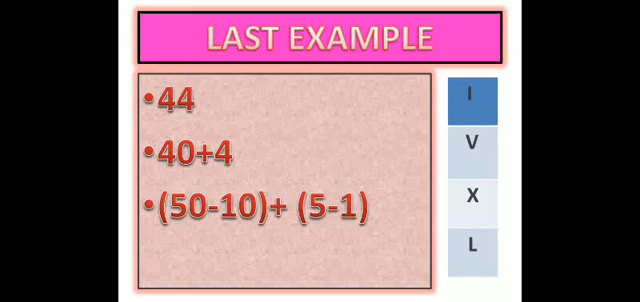 LAST EXAMPLE
•44
•40+4
•(50-10)+ (5-1)
I
V
X
L